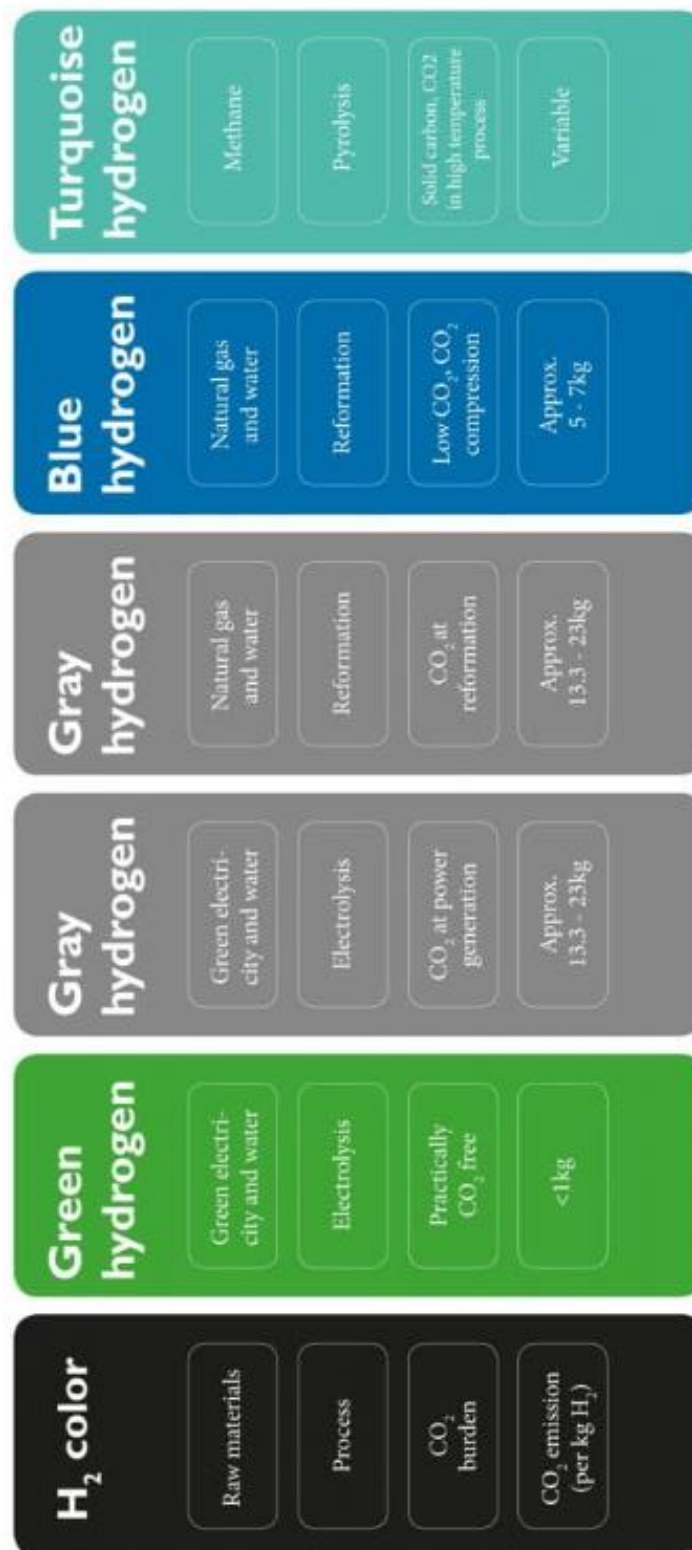 H₂ color
Raw materials
Process
CO₂
burden
CO₂ emission
(per kg H₂)
Green
hydrogen
Green electri-
city and water
Electrolysis
Practically
CO₂ free
<1kg
Gray
hydrogen
Green electri-
city and water
Electrolysis
CO₂ at power
generation
Approx.
13.3 - 23kg
Gray
hydrogen
Natural gas
and water
Reformation
CO₂ at
reformation
Approx.
13.3 - 23kg
Blue
hydrogen
Natural gas
and water
Reformation
Low CO₂, CO₂
compression
Approx.
5 - 7kg
Turquoise
hydrogen
Methane
Pyrolysis
Solid carbon, CO2
in high temperature
process
Variable